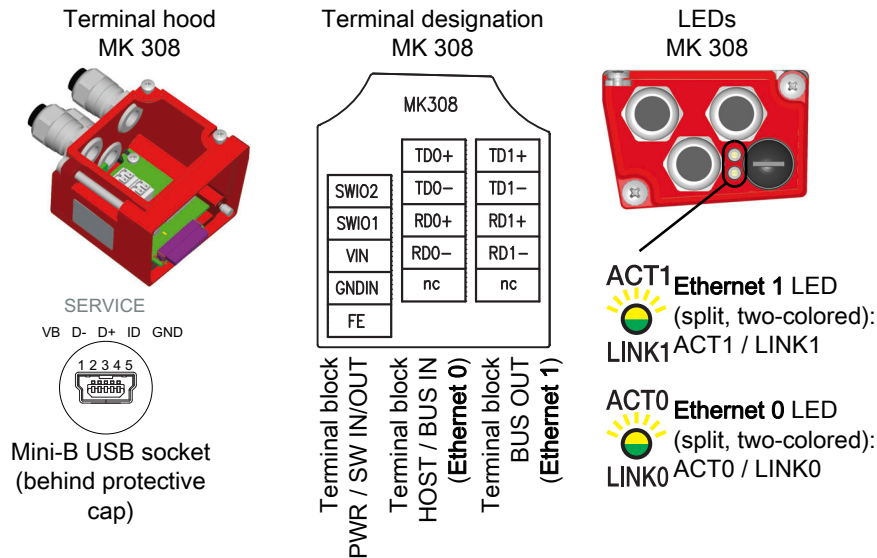 Terminal hood
MK 308
SERVICE
VB D- D+ ID GND
1 2 3 4 5
Mini-B USB socket
(behind protective
cap)
Terminal designation
MK 308
MK308
SWIO2
SWIO1
VIN
GNDIN
FE
TD0+
TD0-
RD0+
RD0-
nc
TD1+
TD1-
RD1+
RD1-
nc
Terminal block
PWR / SW IN/OUT
Terminal block
HOST / BUS IN
(Ethernet 0)
Terminal block
BUS OUT
(Ethernet 1)
LEDs
MK 308
ACT1
LINK1
Ethernet 1 LED
(split, two-colored):
ACT1 / LINK1
ACT0
LINK0
Ethernet 0 LED
(split, two-colored):
ACT0 / LINK0